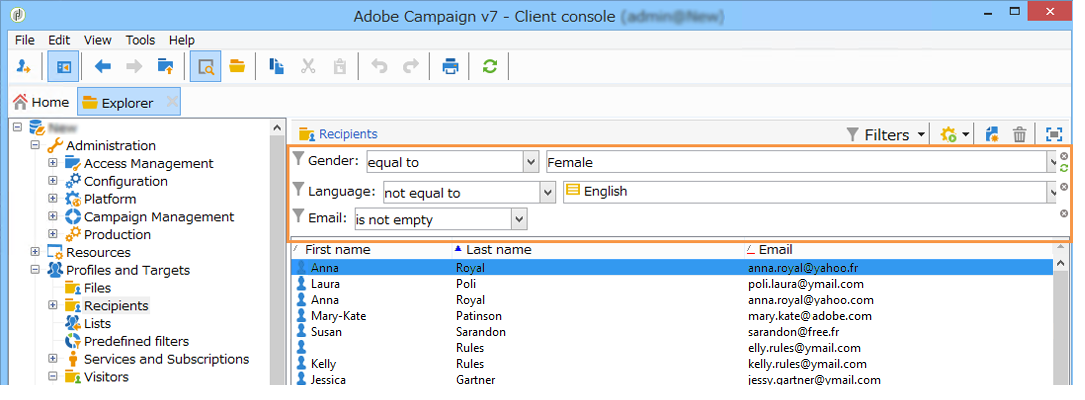 Adobe Campaign v7 - Client console (admin@New)
File Edit View Tools Help
Home Explorer
New
Administration
Access Management
Configuration
Platform
Campaign Management
Production
Resources
Profiles and Targets
Files
Recipients
Lists
Predefined filters
Services and Subscriptions
Visitors
Recipients Filters
Gender: equal to Female
Language: not equal to English
Email: is not empty
First name Last name Email
Anna Royal anna.royal@yahoo.fr
Laura Poli poli.laura@ymail.com
Anna Royal anna.royal@yahoo.com
Mary-Kate Patinson mary.kate@adobe.com
Susan Sarandon sarandon@free.fr
Rules elly.rules@ymail.com
Kelly Rules kelly.rules@ymail.com
Jessica Gartner jessy.gartner@ymail.com